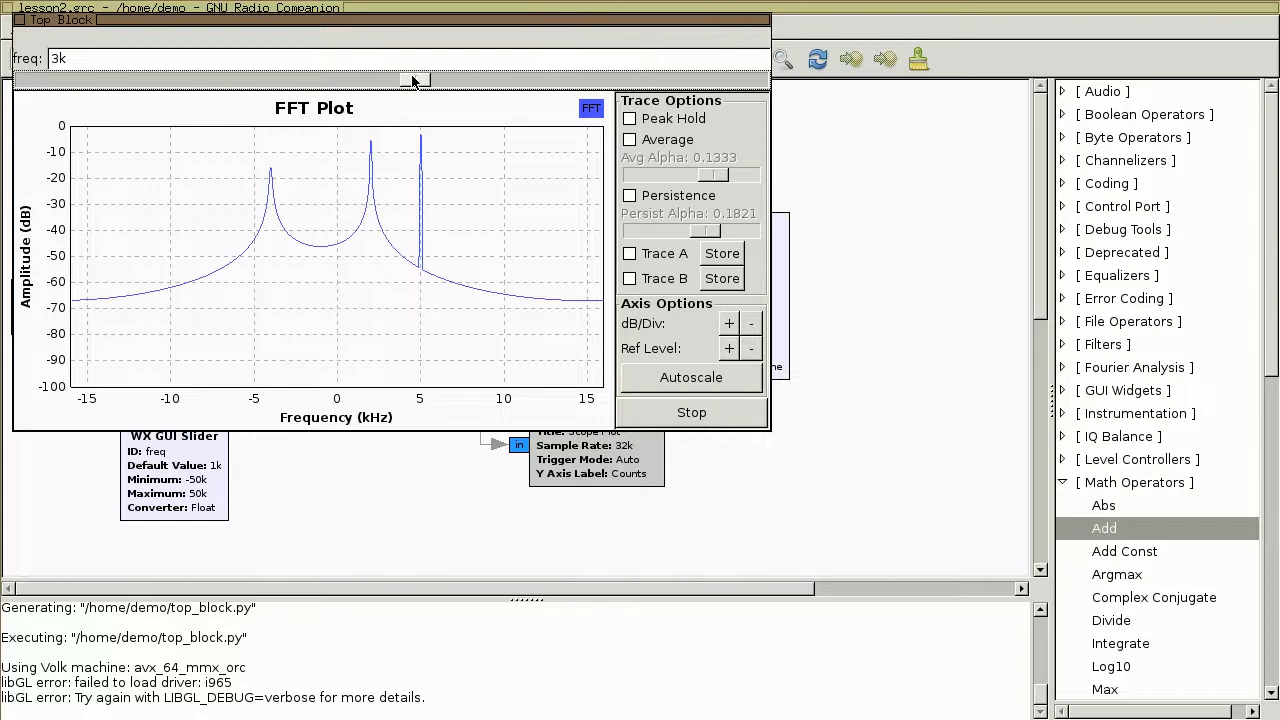 lesson2.grc - /home/demo - GNU Radio Companion
Top Block
freq: 3k
FFT Plot
FFT
0
-10
-20
-30
-40
-50
-60
-70
-80
-90
-100
Amplitude (dB)
-15 -10 -5 0 5 10 15
Frequency (kHz)
Trace Options
Peak Hold
Average
Avg Alpha: 0.1333
Persistence
Persist Alpha: 0.1821
Trace A Store
Trace B Store
Axis Options
dB/Div: + -
Ref Level: + -
Autoscale
Stop
WX GUI Slider
ID: freq
Default Value: 1k
Minimum: -50k
Maximum: 50k
Converter: Float
in
Title: Scope Plot
Sample Rate: 32k
Trigger Mode: Auto
Y Axis Label: Counts
[ Audio ]
[ Boolean Operators ]
[ Byte Operators ]
[ Channelizers ]
[ Coding ]
[ Control Port ]
[ Debug Tools ]
[ Deprecated ]
[ Equalizers ]
[ Error Coding ]
[ File Operators ]
[ Filters ]
[ Fourier Analysis ]
[ GUI Widgets ]
[ Instrumentation ]
[ IQ Balance ]
[ Level Controllers ]
[ Math Operators ]
Abs
Add
Add Const
Argmax
Complex Conjugate
Divide
Integrate
Log10
Max
Generating: "/home/demo/top_block.py"
Executing: "/home/demo/top_block.py"
Using Volk machine: avx_64_mmx_orc
libGL error: failed to load driver: i965
libGL error: Try again with LIBGL_DEBUG=verbose for more details.